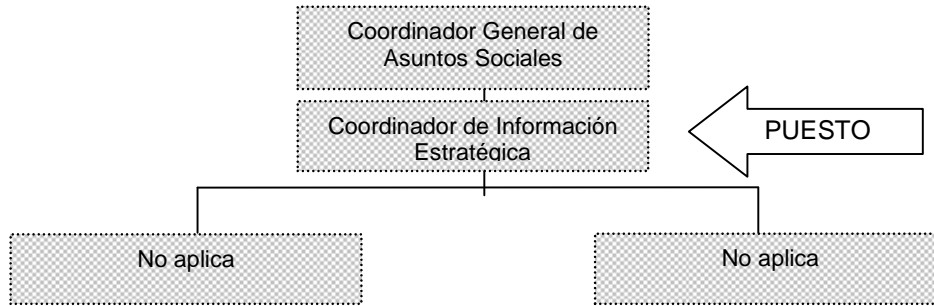 Coordinador General de
Asuntos Sociales
Coordinador de Información
Estratégica
PUESTO
No aplica
No aplica